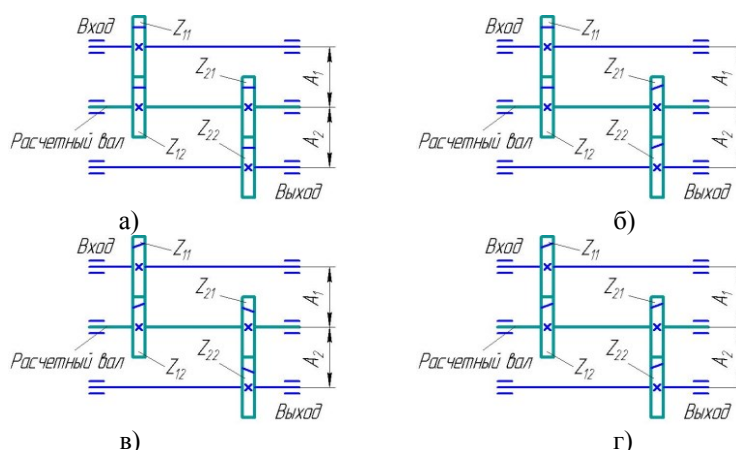 Вход
Z11
Z21
A1
Расчетный вал
Z12
Z22
A2
Выход
а)
Вход
Z11
Z21
A1
Расчетный вал
Z12
Z22
A2
Выход
б)
Вход
Z11
Z21
A1
Расчетный вал
Z12
Z22
A2
Выход
в)
Вход
Z11
Z21
A1
Расчетный вал
Z12
Z22
A2
Выход
г)